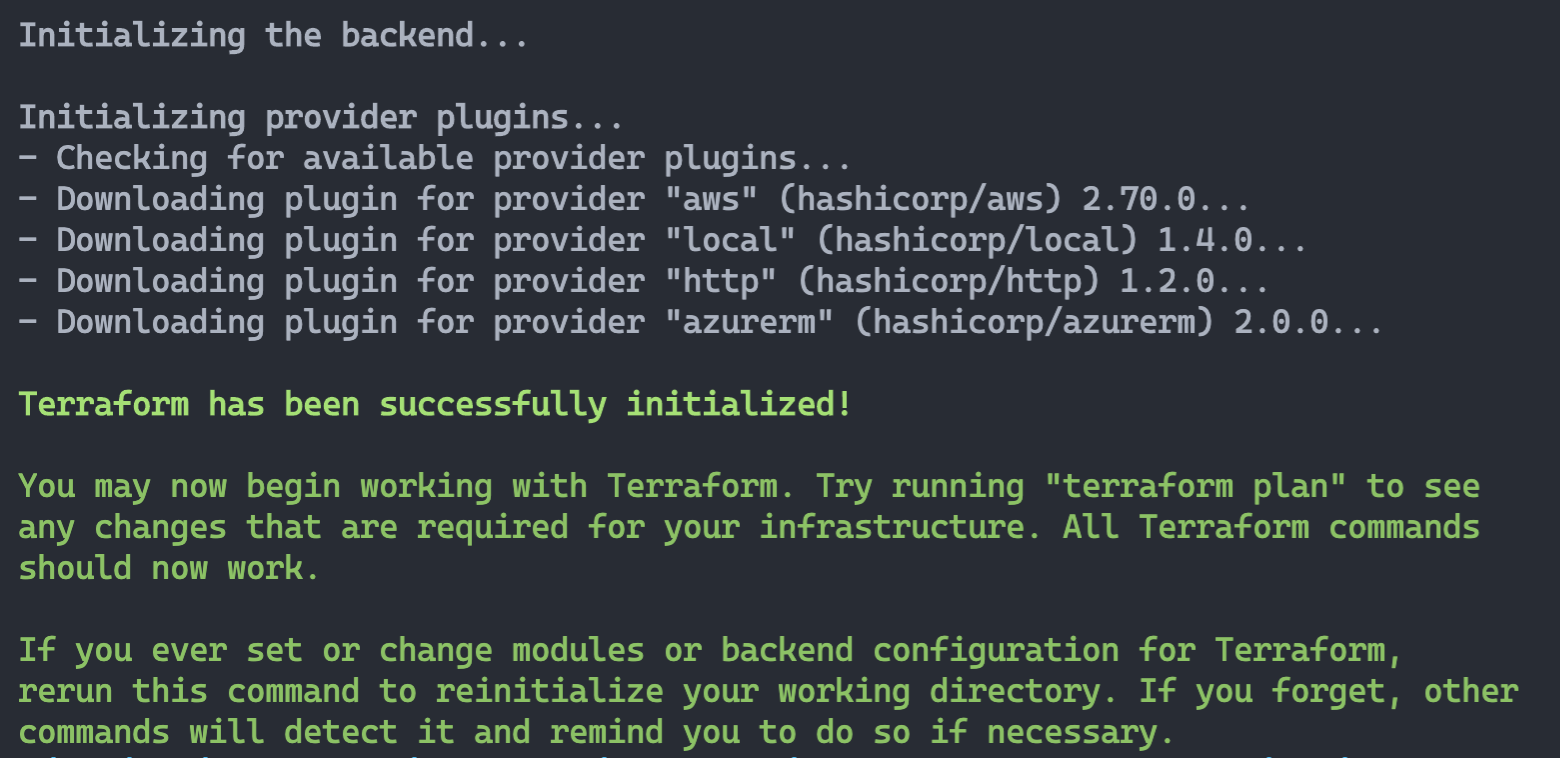 Initializing the backend...
Initializing provider plugins...
- Checking for available provider plugins...
- Downloading plugin for provider "aws" (hashicorp/aws) 2.70.0...
- Downloading plugin for provider "local" (hashicorp/local) 1.4.0...
- Downloading plugin for provider "http" (hashicorp/http) 1.2.0...
- Downloading plugin for provider "azurerm" (hashicorp/azurerm) 2.0.0...
Terraform has been successfully initialized!
You may now begin working with Terraform. Try running "terraform plan" to see
any changes that are required for your infrastructure. All Terraform commands
should now work.
If you ever set or change modules or backend configuration for Terraform,
rerun this command to reinitialize your working directory. If you forget, other
commands will detect it and remind you to do so if necessary.